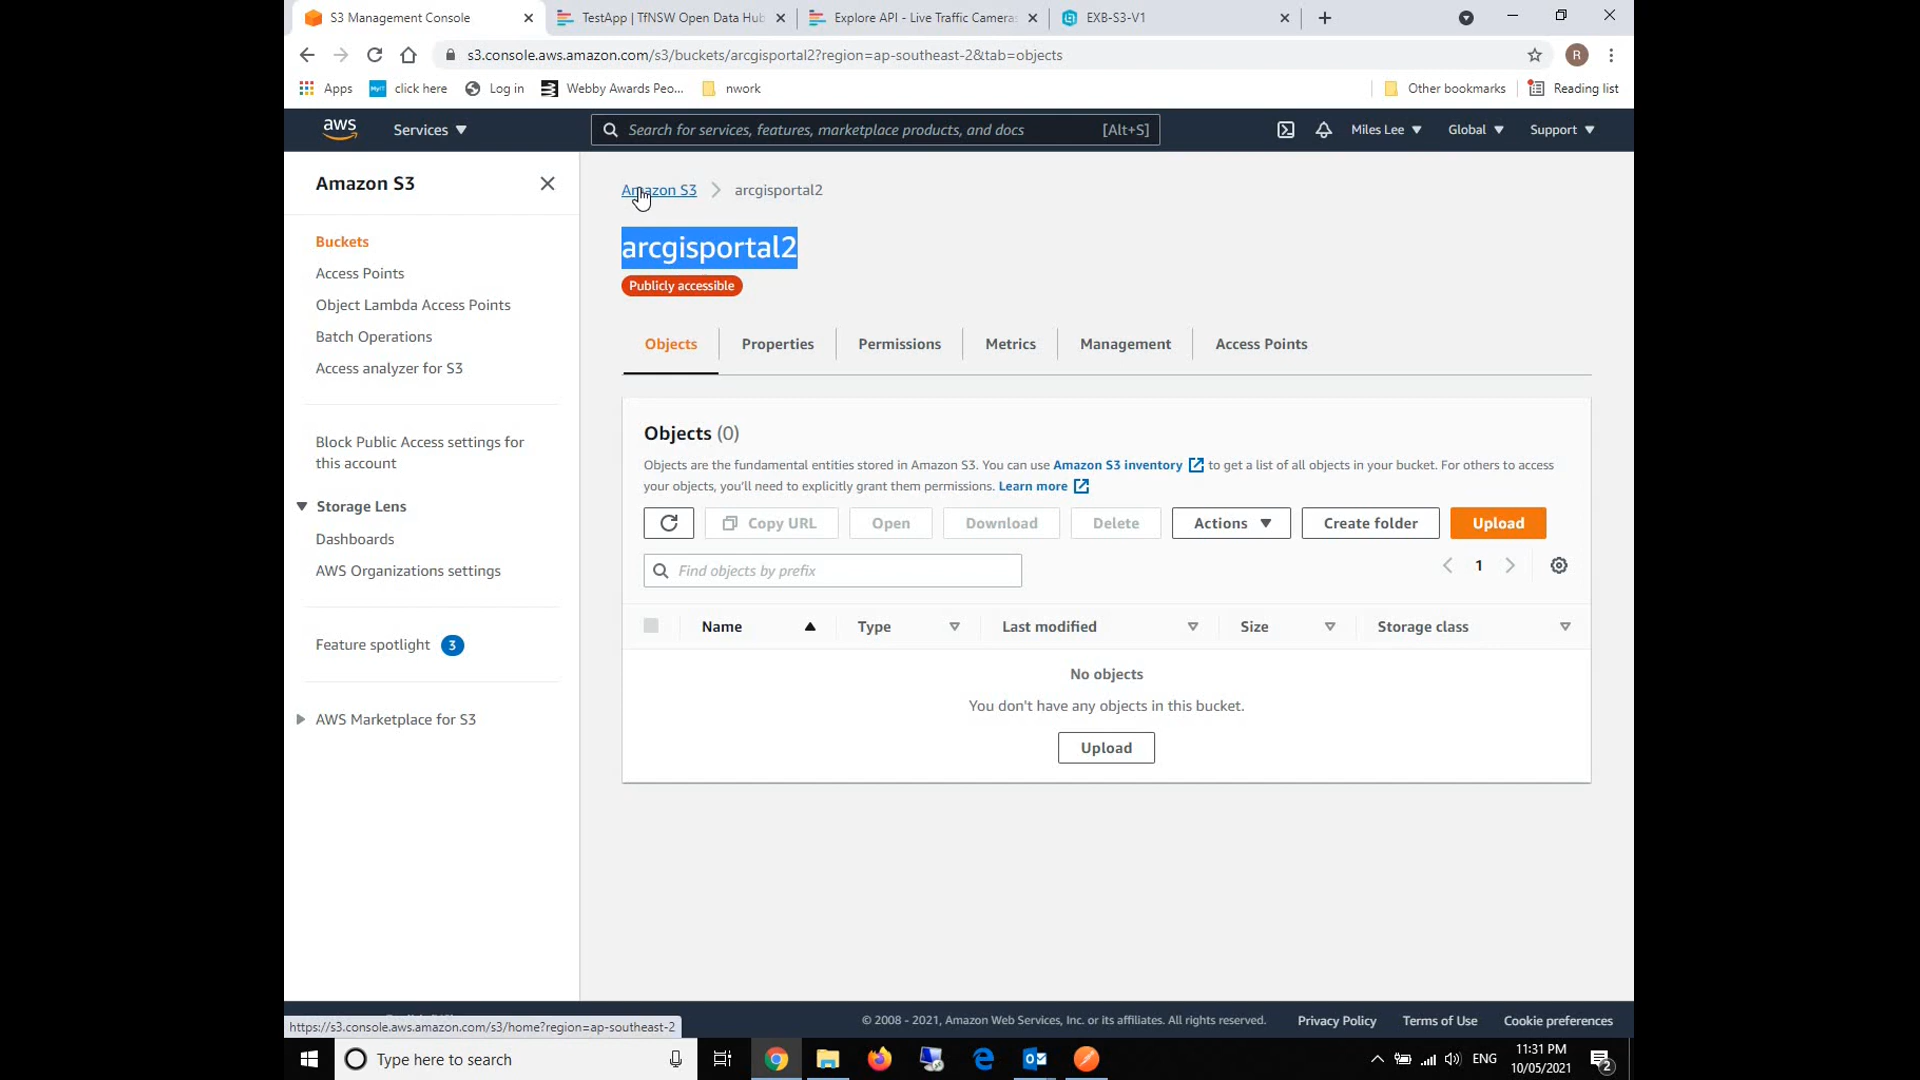 S3 Management Console
TestApp | TfNSW Open Data Hub
Explore API - Live Traffic Cameras
EXB-S3-V1
s3.console.aws.amazon.com/s3/buckets/arcgisportal2?region=ap-southeast-2&tab=objects
R
Apps
MyIT
click here
Log in
Webby Awards Peo...
nwork
Other bookmarks
Reading list
aws
Services
Search for services, features, marketplace products, and docs
[Alt+S]
Miles Lee
Global
Support
Amazon S3
Buckets
Access Points
Object Lambda Access Points
Batch Operations
Access analyzer for S3
Block Public Access settings for
this account
Storage Lens
Dashboards
AWS Organizations settings
Feature spotlight 3
AWS Marketplace for S3
Amazon S3
arcgisportal2
arcgisportal2
Publicly accessible
Objects
Properties
Permissions
Metrics
Management
Access Points
Objects (0)
Objects are the fundamental entities stored in Amazon S3. You can use Amazon S3 inventory to get a list of all objects in your bucket. For others to access
your objects, you'll need to explicitly grant them permissions. Learn more
Copy URL
Open
Download
Delete
Actions
Create folder
Upload
Find objects by prefix
1
Name
Type
Last modified
Size
Storage class
No objects
You don't have any objects in this bucket.
Upload
© 2008 - 2021, Amazon Web Services, Inc. or its affiliates. All rights reserved.
Privacy Policy
Terms of Use
Cookie preferences
https://s3.console.aws.amazon.com/s3/home?region=ap-southeast-2
Type here to search
ENG
11:31 PM
10/05/2021
2